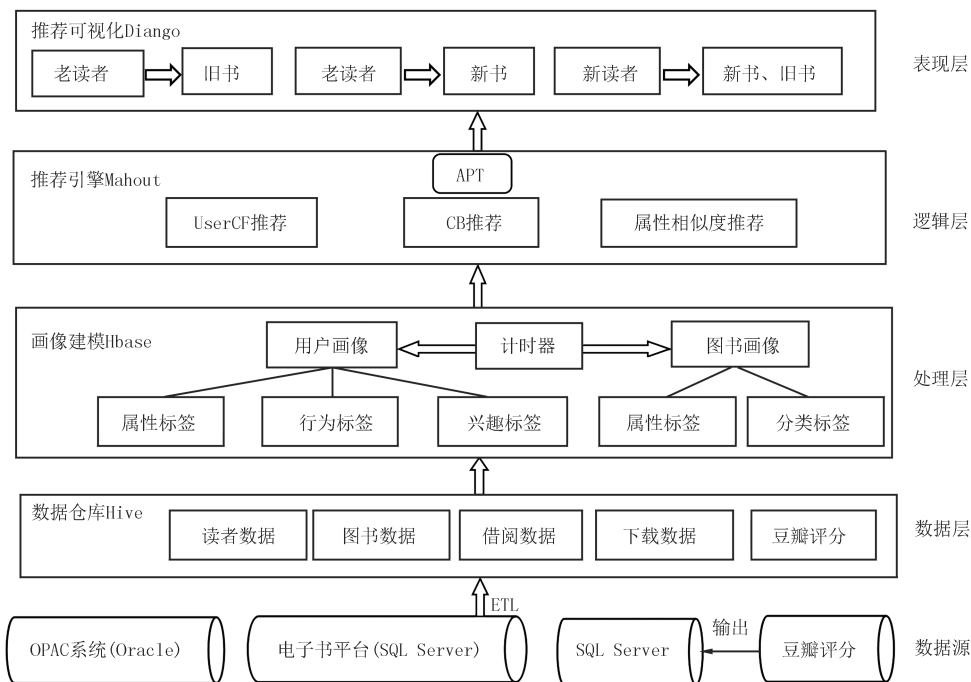 推荐可视化Diango
老读者
旧书
老读者
新书
新读者
新书、旧书
表现层
推荐引擎Mahout
APT
UserCF推荐
CB推荐
属性相似度推荐
逻辑层
画像建模Hbase
用户画像
计时器
图书画像
处理层
属性标签
行为标签
兴趣标签
属性标签
分类标签
数据仓库Hive
读者数据
图书数据
借阅数据
下载数据
豆瓣评分
数据层
ETL
OPAC系统(Oracle)
电子书平台(SQL Server)
SQL Server
输出
豆瓣评分
数据源